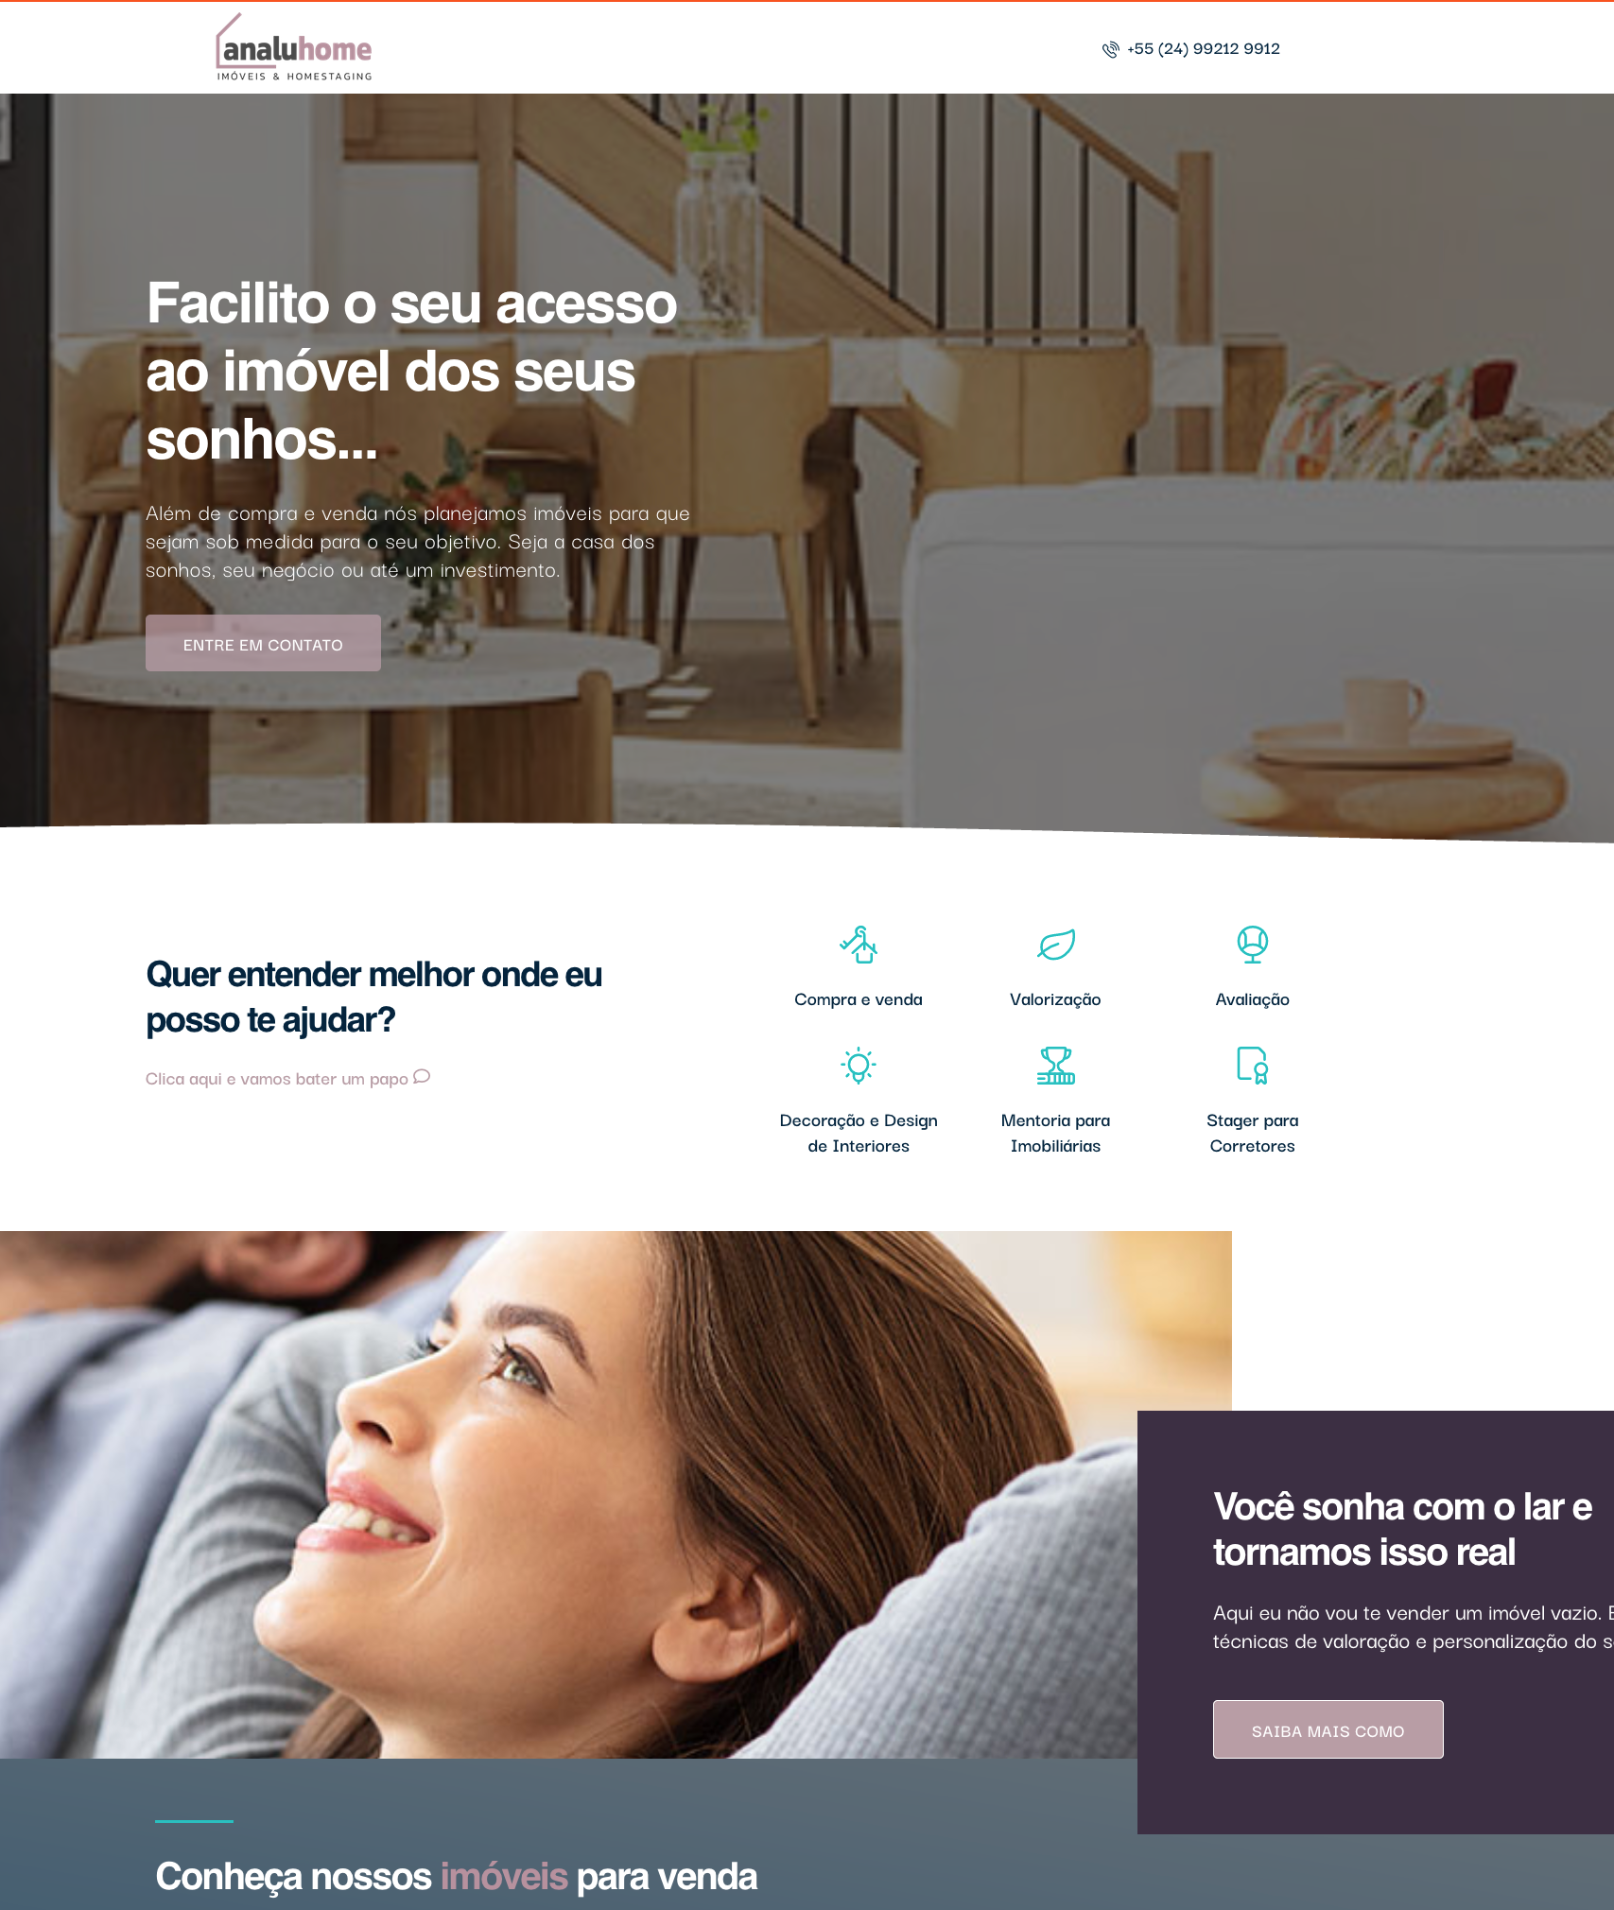 analuhome
IMÓVEIS & HOMESTAGING
+55 (24) 99212 9912
Facilito o seu acesso
ao imóvel dos seus
sonhos...
Além de compra e venda nós planejamos imóveis para que
sejam sob medida para o seu objetivo. Seja a casa dos
sonhos, seu negócio ou até um investimento.
ENTRE EM CONTATO
Quer entender melhor onde eu
posso te ajudar?
Clica aqui e vamos bater um papo
Compra e venda
Valorização
Avaliação
Decoração e Design
de Interiores
Mentoria para
Imobiliárias
Stager para
Corretores
Você sonha com o lar e
tornamos isso real
Aqui eu não vou te vender um imóvel vazio.
técnicas de valoração e personalização do
SAIBA MAIS COMO
Conheça nossos imóveis para venda